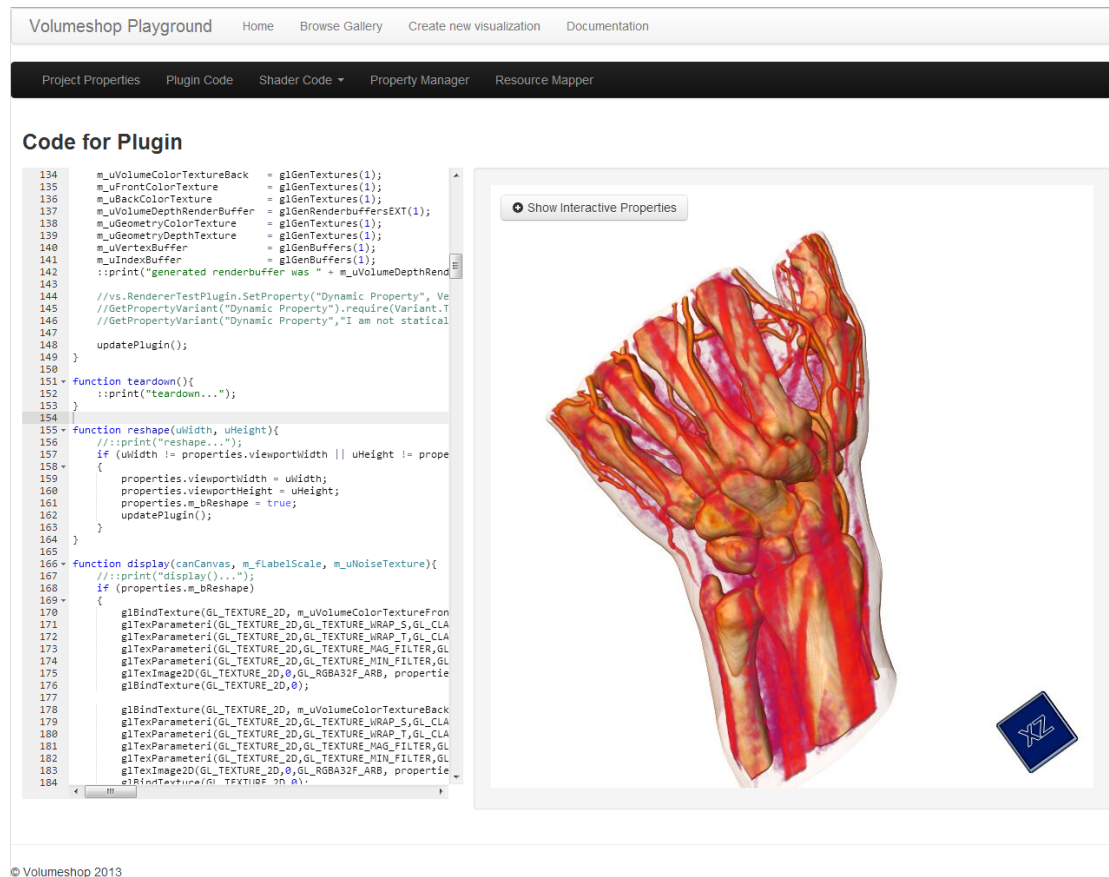 Volumeshop Playground Home Browse Gallery Create new visualization Documentation
Project Properties Plugin Code Shader Code Property Manager Resource Mapper
Code for Plugin
134 m_uVolumeColorTextureBack = glGenTextures(1);
135 m_uFrontColorTexture = glGenTextures(1);
136 m_uBackColorTexture = glGenTextures(1);
137 m_uVolumeDepthRenderBuffer = glGenRenderbuffersEXT(1);
138 m_uGeometryColorTexture = glGenTextures(1);
139 m_uGeometryDepthTexture = glGenTextures(1);
140 m_uVertexBuffer = glGenBuffers(1);
141 m_uIndexBuffer = glGenBuffers(1);
142 ::print("generated renderbuffer was " + m_uVolumeDepthRend
143
144 //vs.RendererTestPlugin.SetProperty("Dynamic Property", Ve
145 //GetPropertyVariant("Dynamic Property").require(Variant.T
146 //GetPropertyVariant("Dynamic Property","I am not statical
147
148 updatePlugin();
149 }
150
151 function teardown(){
152 ::print("teardown...");
153 }
154
155 function reshape(uWidth, uHeight){
156 //::print("reshape...");
157 if (uWidth != properties.viewportWidth || uHeight != prope
158 {
159 properties.viewportWidth = uWidth;
160 properties.viewportHeight = uHeight;
161 properties.m_bReshape = true;
162 updatePlugin();
163 }
164 }
165
166 function display(canCanvas, m_fLabelScale, m_uNoiseTexture){
167 //::print("display()...");
168 if (properties.m_bReshape)
169 {
170 glBindTexture(GL_TEXTURE_2D, m_uVolumeColorTextureFron
171 glTexParameteri(GL_TEXTURE_2D,GL_TEXTURE_WRAP_S,GL_CLA
172 glTexParameteri(GL_TEXTURE_2D,GL_TEXTURE_WRAP_T,GL_CLA
173 glTexParameteri(GL_TEXTURE_2D,GL_TEXTURE_MAG_FILTER,GL
174 glTexParameteri(GL_TEXTURE_2D,GL_TEXTURE_MIN_FILTER,GL
175 glTexImage2D(GL_TEXTURE_2D,0,GL_RGBA32F_ARB, propertie
176 glBindTexture(GL_TEXTURE_2D,0);
177
178 glBindTexture(GL_TEXTURE_2D, m_uVolumeColorTextureBack
179 glTexParameteri(GL_TEXTURE_2D,GL_TEXTURE_WRAP_S,GL_CLA
180 glTexParameteri(GL_TEXTURE_2D,GL_TEXTURE_WRAP_T,GL_CLA
181 glTexParameteri(GL_TEXTURE_2D,GL_TEXTURE_MAG_FILTER,GL
182 glTexParameteri(GL_TEXTURE_2D,GL_TEXTURE_MIN_FILTER,GL
183 glTexImage2D(GL_TEXTURE_2D,0,GL_RGBA32F_ARB, propertie
184 glBindTexture(GL_TEXTURE_2D,0);
Show Interactive Properties
XZ
© Volumeshop 2013